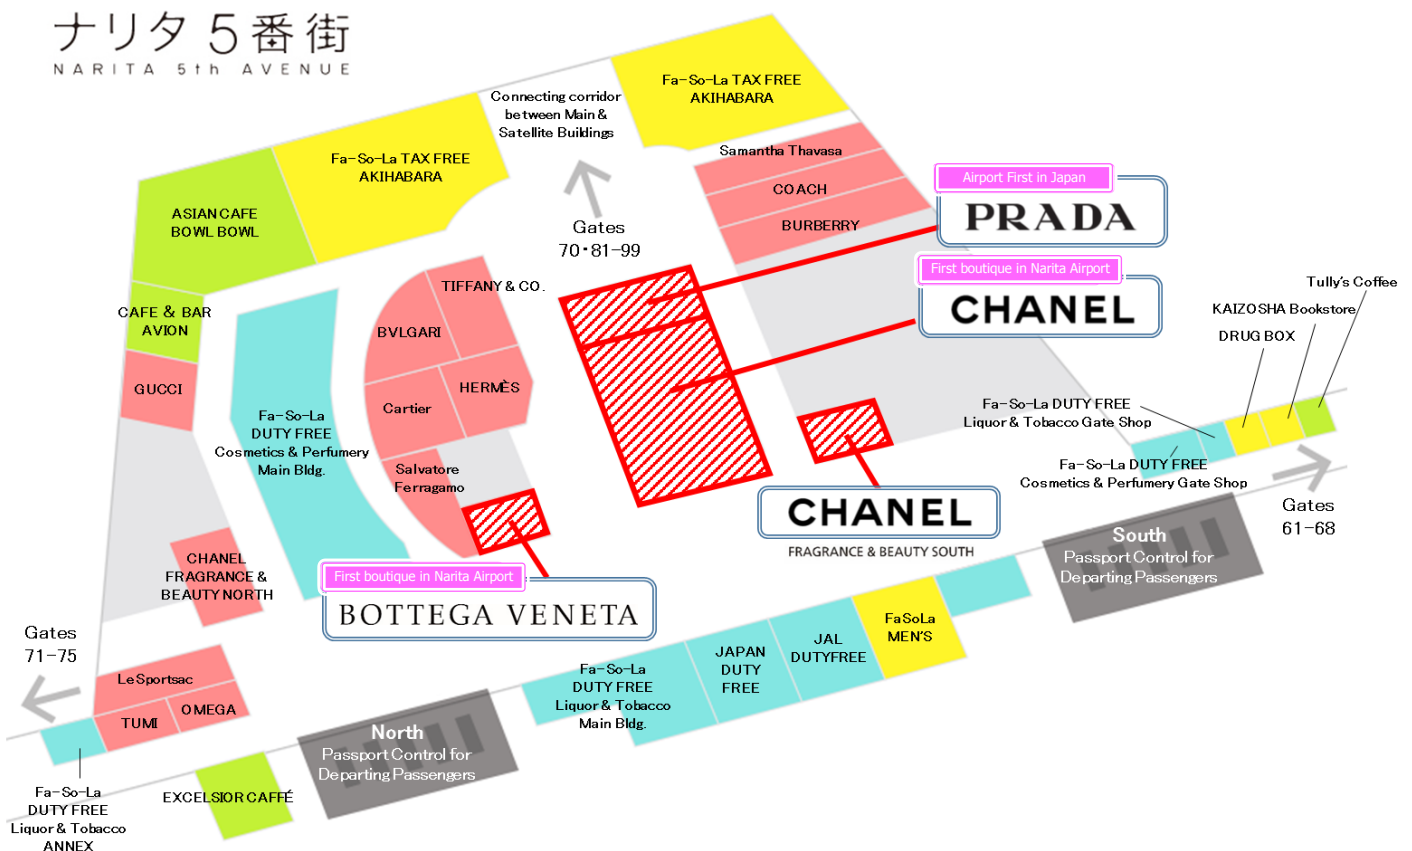 ナリタ 5 番街
NARITA 5th AVENUE
Fa-So-La TAX FREE
AKIHABARA
Connecting corridor
between Main &
Satellite Buildings
Fa-So-La TAX FREE
AKIHABARA
Samantha Thavasa
COACH
BURBERRY
Airport First in Japan
PRADA
ASIAN CAFE
BOWL BOWL
Gates
70・81-99
First boutique in Narita Airport
CHANEL
TIFFANY & CO.
BVLGARI
CAFE & BAR
AVION
Tully's Coffee
KAIZOSHA Bookstore
DRUG BOX
GUCCI
HERMÈS
Cartier
Fa-So-La
DUTY FREE
Cosmetics & Perfumery
Main Bldg.
Fa-So-La DUTY FREE
Liquor & Tobacco Gate Shop
Fa-So-La DUTY FREE
Cosmetics & Perfumery Gate Shop
Salvatore
Ferragamo
Gates
61-68
CHANEL
FRAGRANCE & BEAUTY SOUTH
South
Passport Control for
Departing Passengers
CHANEL
FRAGRANCE &
BEAUTY NORTH
First boutique in Narita Airport
BOTTEGA VENETA
Gates
71-75
FaSoLa
MEN'S
JAL
DUTYFREE
JAPAN
DUTY
FREE
Fa-So-La
DUTY FREE
Liquor & Tobacco
Main Bldg.
LeSportsac
TUMI
OMEGA
North
Passport Control for
Departing Passengers
EXCELSIOR CAFFÉ
Fa-So-La
DUTY FREE
Liquor & Tobacco
ANNEX